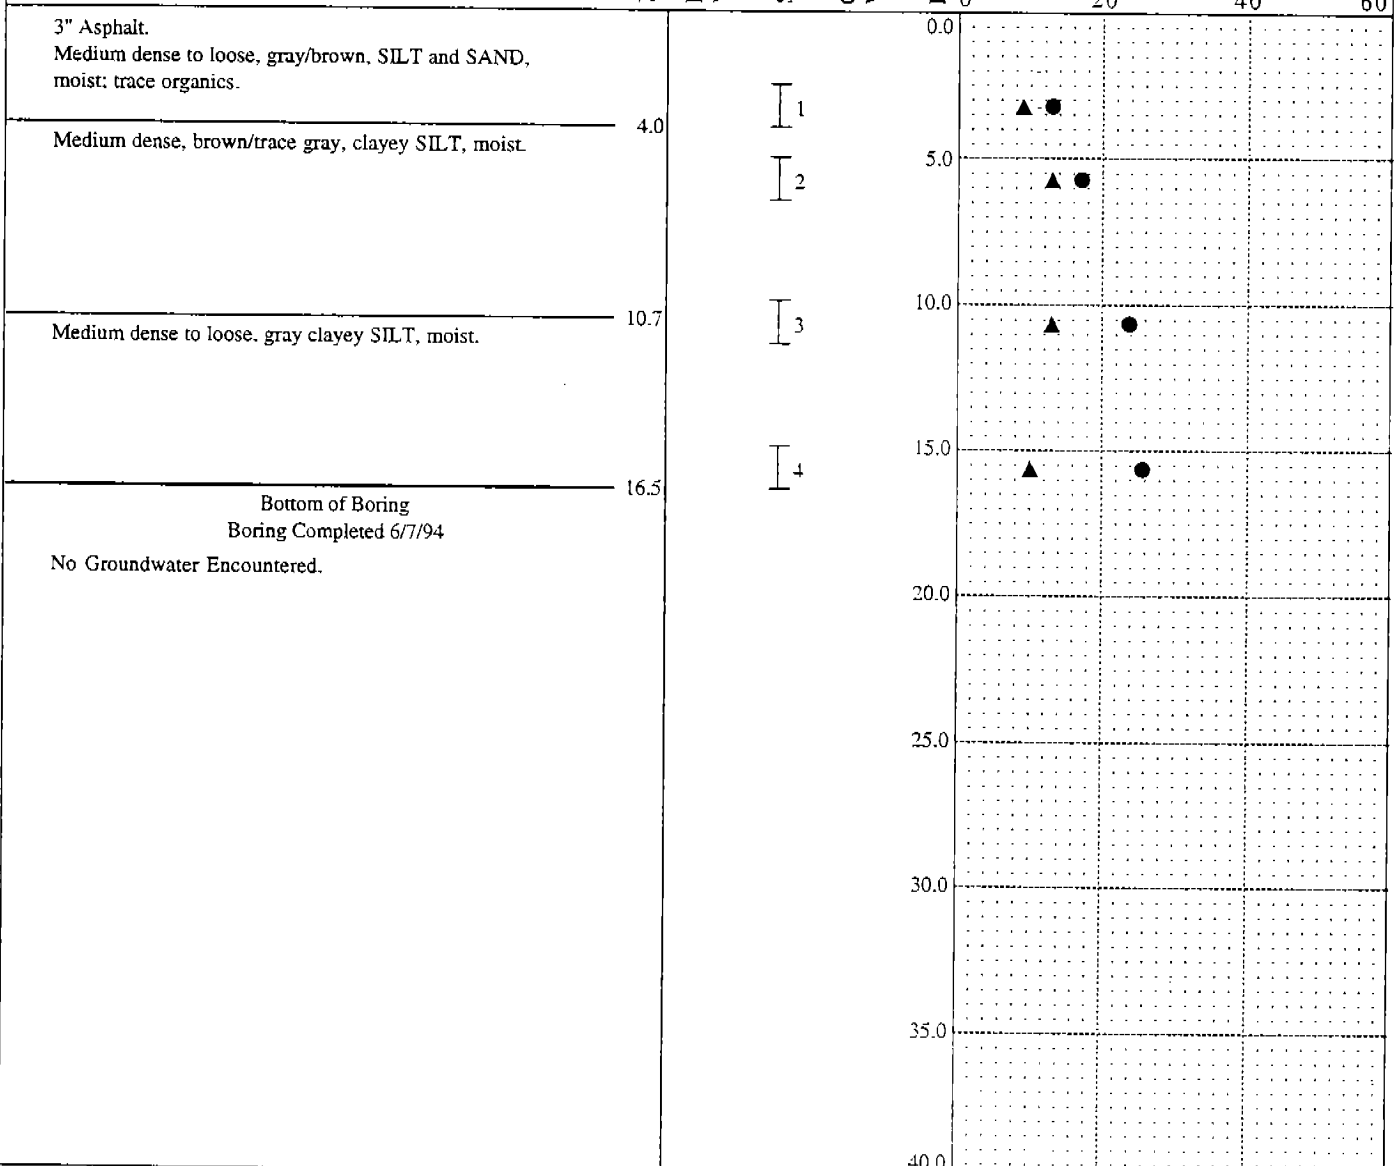 0 20 40 60
3" Asphalt.
Medium dense to loose, gray/brown, SILT and SAND,
moist; trace organics.
4.0
Medium dense, brown/trace gray, clayey SILT, moist.
10.7
Medium dense to loose, gray clayey SILT, moist.
16.5
Bottom of Boring
Boring Completed 6/7/94
No Groundwater Encountered.
1
2
3
4
0.0
5.0
10.0
15.0
20.0
25.0
30.0
35.0
40.0